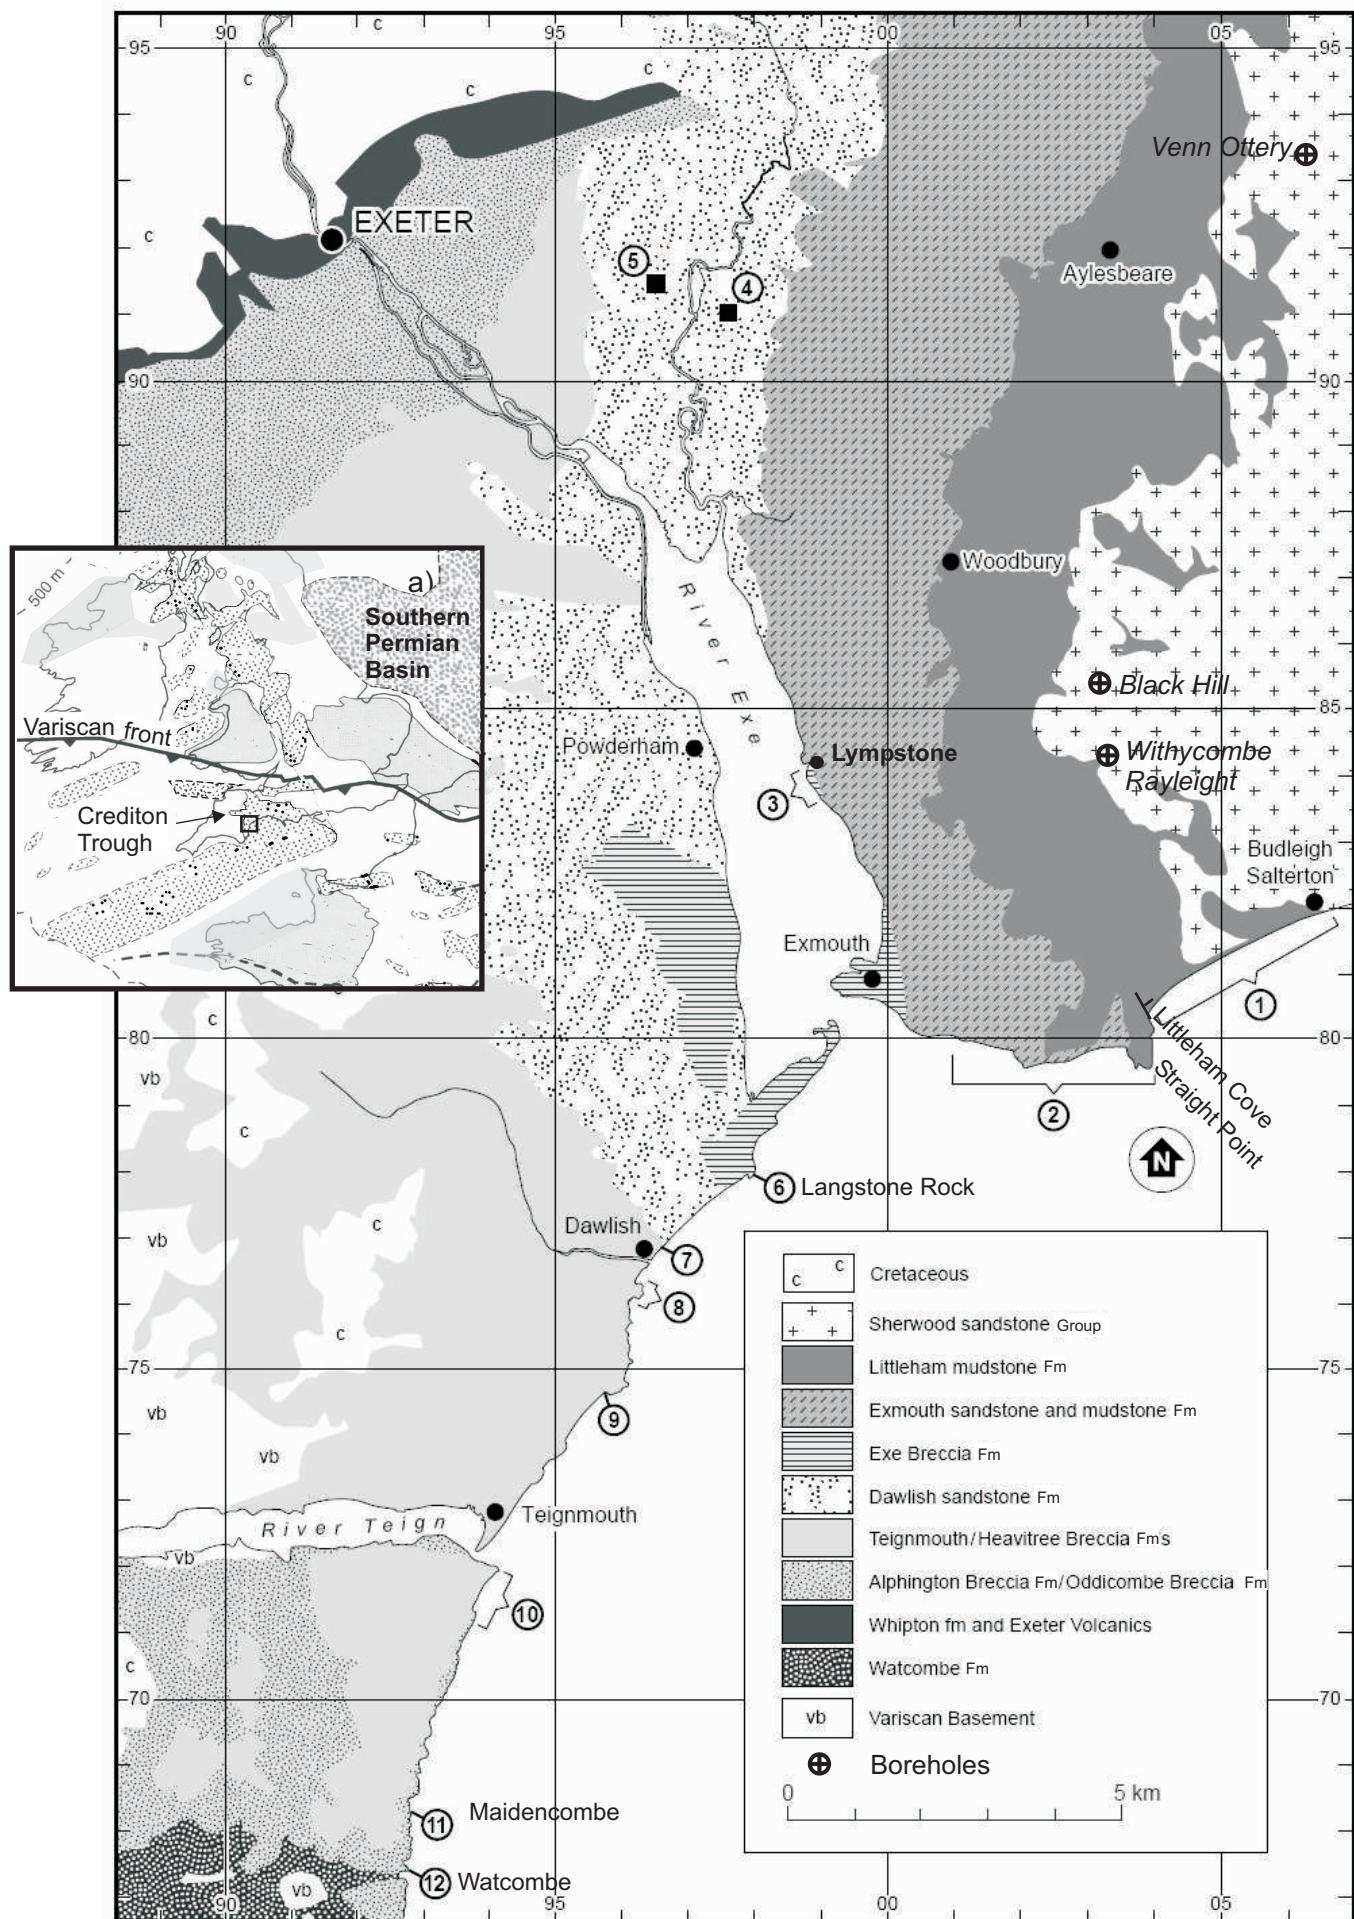 90
95
00
05
95
95
c
c
c
c
c
Venn Ottery
EXETER
Aylesbeare
5
4
90
90
Woodbury
River Exe
a)
500 m
Southern
Permian
Basin
Variscan front
Crediton
Trough
Black Hill
85
Powderham
Lympstone
Withycombe
Rayleight
3
Budleigh
Salterton
Exmouth
1
c
80
80
vb
Littleham Cove
Straight Point
2
c
N
6 Langstone Rock
c
vb
Dawlish
7
8
c
75
75
vb
9
vb
River Teign
Teignmouth
vb
10
c
70
70
11
Maidencombe
12
Watcombe
vb
90
95
00
05
c
c
Cretaceous
Sherwood sandstone Group
Littleham mudstone Fm
Exmouth sandstone and mudstone Fm
Exe Breccia Fm
Dawlish sandstone Fm
Teignmouth/Heavitree Breccia Fms
Alphington Breccia Fm/Oddicombe Breccia Fm
Whipton fm and Exeter Volcanics
Watcombe Fm
vb Variscan Basement
Boreholes
0 5 km